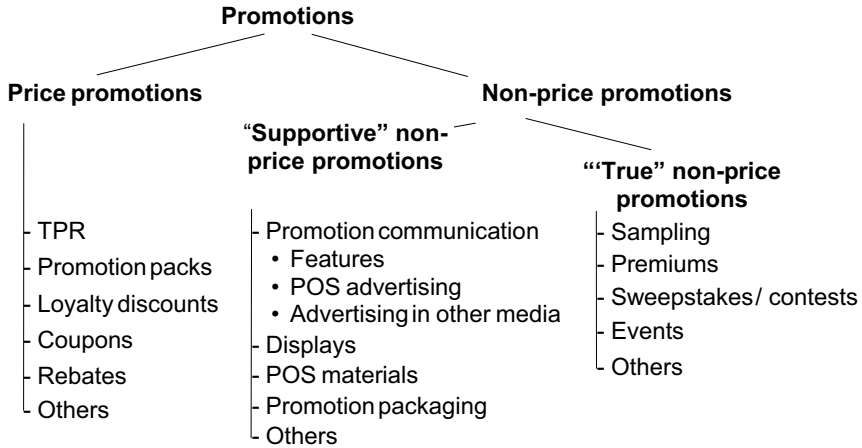 Promotions
Price promotions
Non-price promotions
“Supportive” non-
price promotions
“‘True” non-price
promotions
- TPR
- Promotion packs
- Loyalty discounts
- Coupons
- Rebates
- Others
- Promotion communication
• Features
• POS advertising
• Advertising in other media
- Displays
- POS materials
- Promotion packaging
- Others
- Sampling
- Premiums
- Sweepstakes/ contests
- Events
- Others